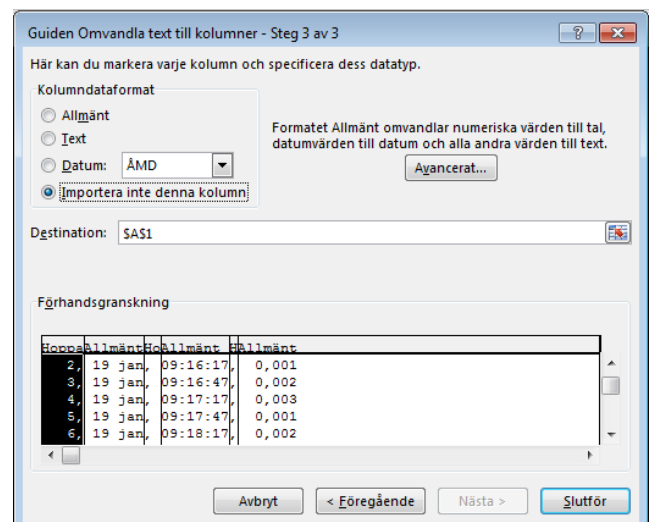 Guiden Omvandla text till kolumner - Steg 3 av 3
Här kan du markera varje kolumn och specificera dess datatyp.
Kolumndataformat
Allmänt
Text
Datum: ÅMD
Importera inte denna kolumn
Formatet Allmänt omvandlar numeriska värden till tal,
datumvärden till datum och alla andra värden till text.
Avancerat...
Destination: $A$1
Förhandsgranskning
HoppaAllmäntHoAllmänt HAllmänt
2, 19 jan, 09:16:17, 0,001
3, 19 jan, 09:16:47, 0,002
4, 19 jan, 09:17:17, 0,003
5, 19 jan, 09:17:47, 0,001
6, 19 jan, 09:18:17, 0,002
Avbryt < Föregående Nästa > Slutför